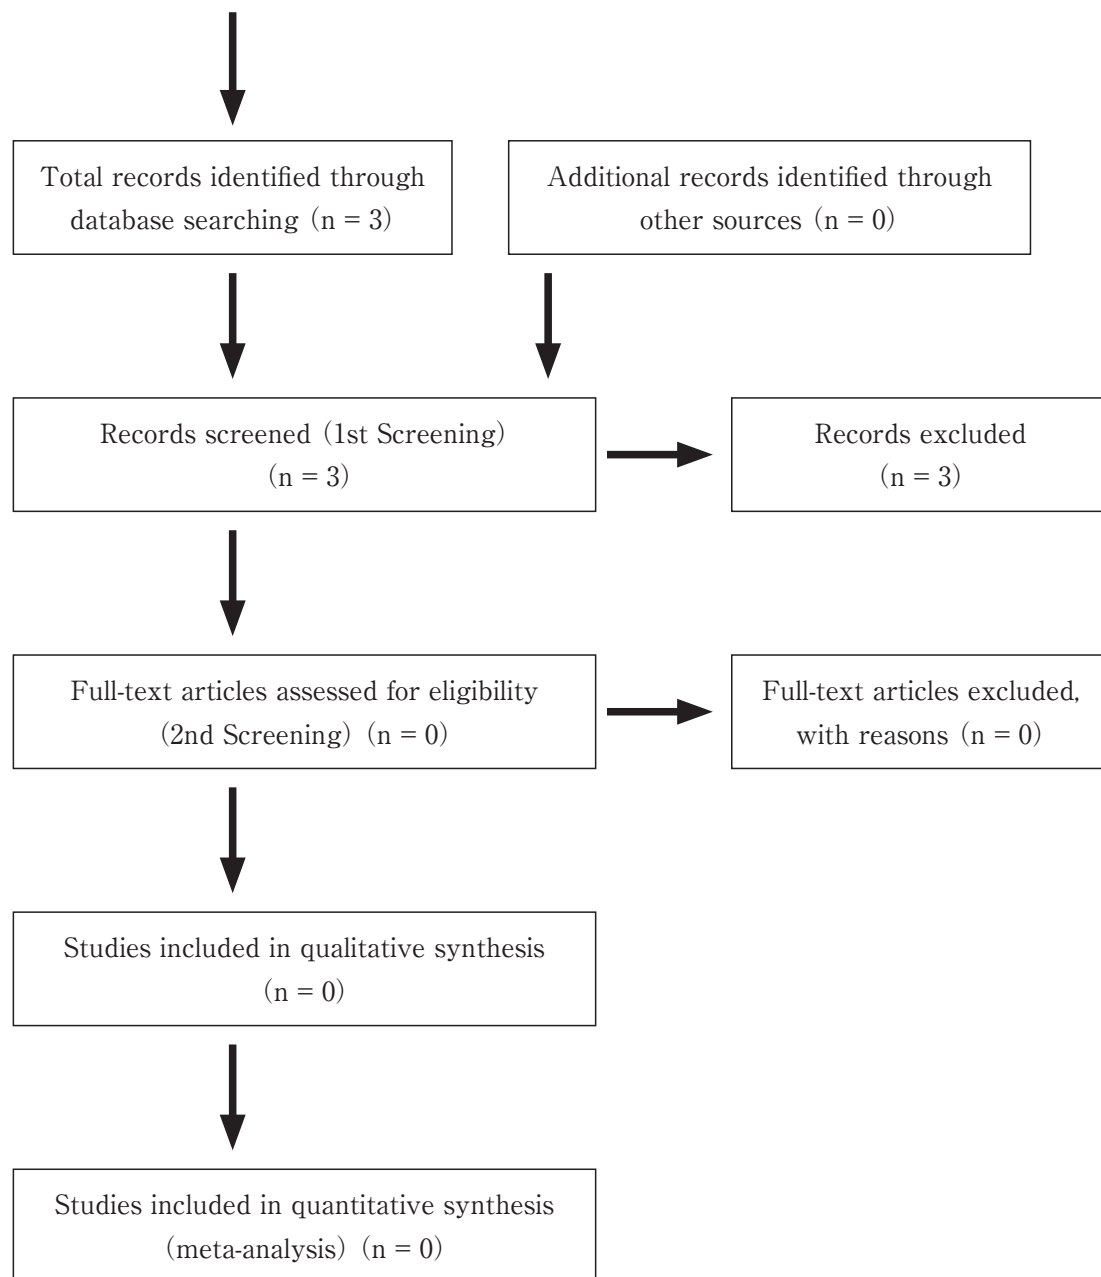 Total records identified through
database searching (n = 3)
Additional records identified through
other sources (n = 0)
Records screened (1st Screening)
(n = 3)
Records excluded
(n = 3)
Full-text articles assessed for eligibility
(2nd Screening) (n = 0)
Full-text articles excluded,
with reasons (n = 0)
Studies included in qualitative synthesis
(n = 0)
Studies included in quantitative synthesis
(meta-analysis) (n = 0)